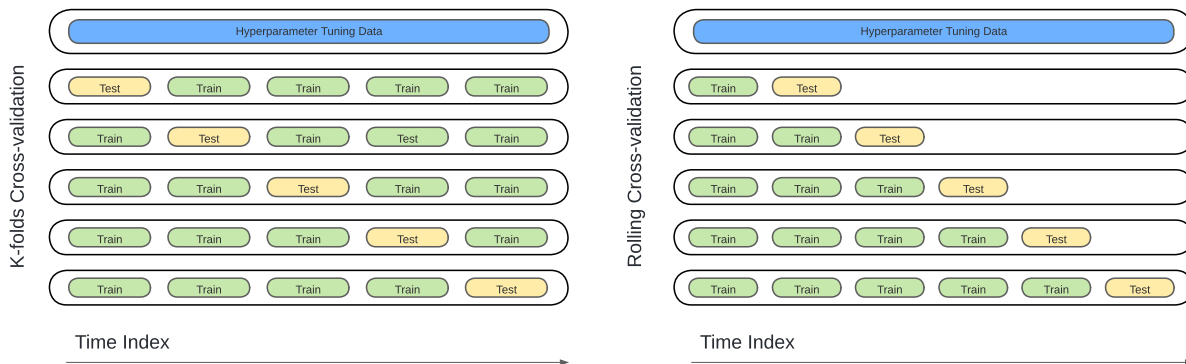 K-folds Cross-validation
Hyperparameter Tuning Data
Test Train Train Train Train
Train Test Train Test Train
Train Train Test Train Train
Train Train Train Test Train
Train Train Train Train Test
Time Index
Rolling Cross-validation
Hyperparameter Tuning Data
Train Test
Train Train Test
Train Train Train Test
Train Train Train Train Test
Train Train Train Train Train Test
Time Index